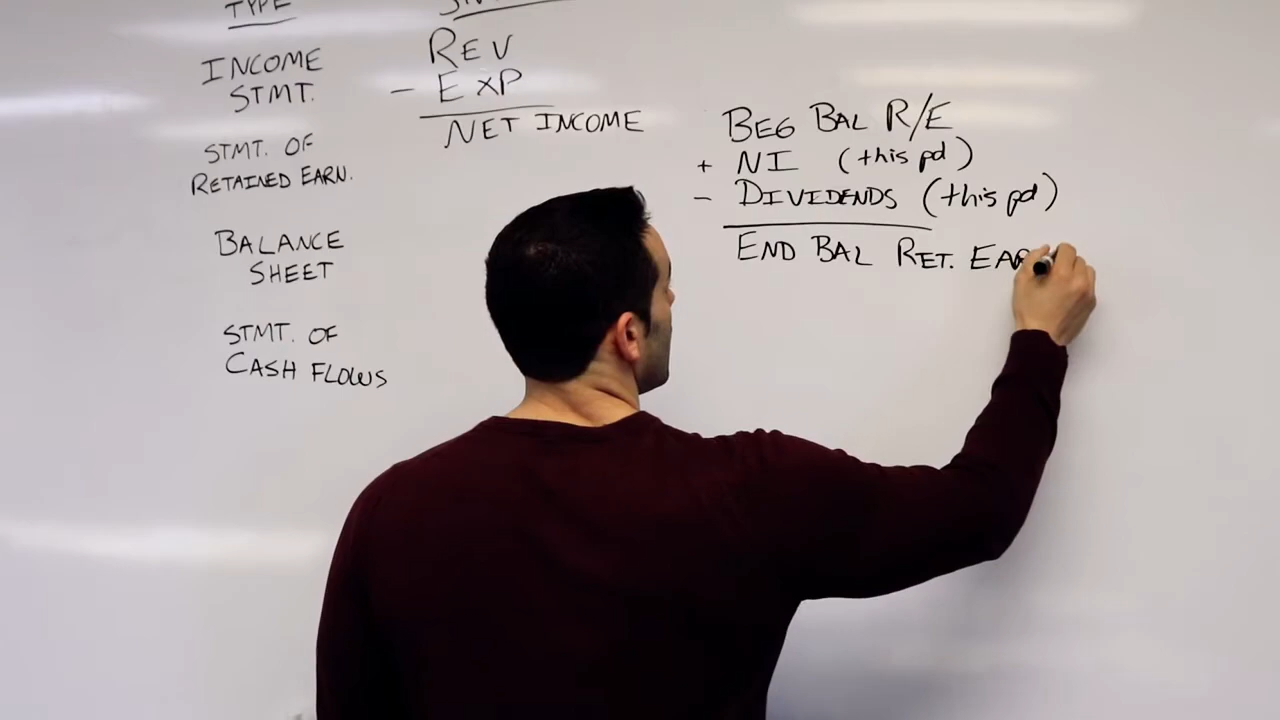 TYPE
INCOME
STMT.
STMT. OF
RETAINED EARN.
BALANCE
SHEET
STMT. OF
CASH FLOWS
REV
- EXP
NET INCOME
BEG BAL R/E
+ NI (this pd)
- DIVIDENDS (this pd)
END BAL RET. EAR